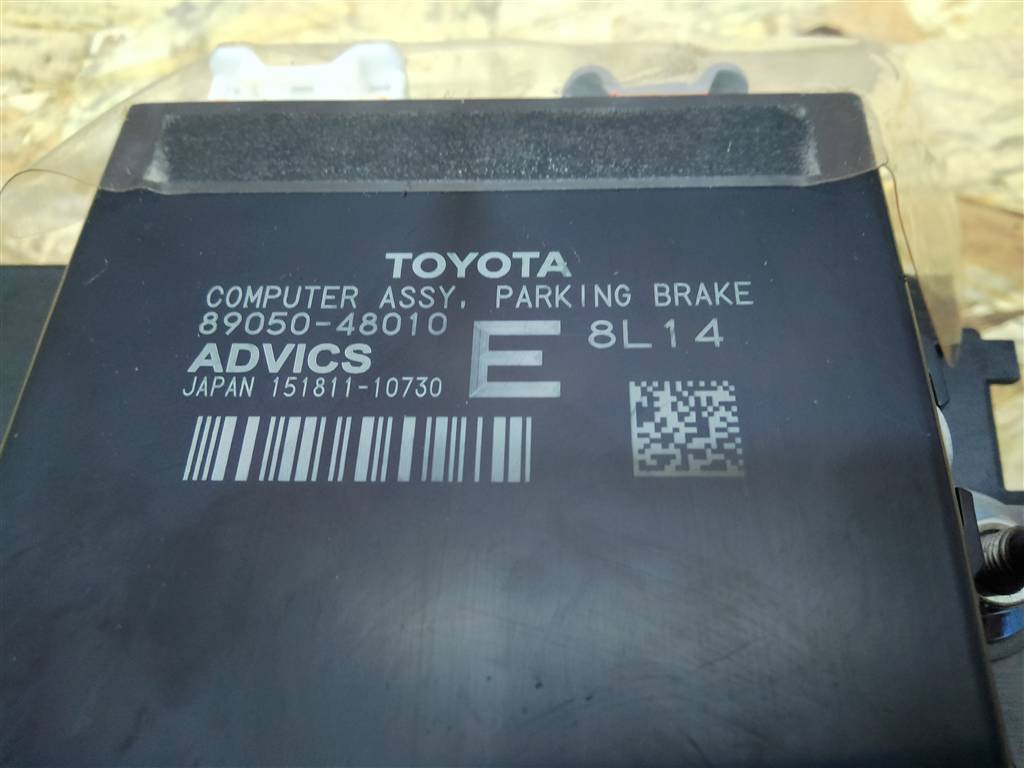 TOYOTA
COMPUTER ASSY, PARKING BRAKE
89050-48010 E 8L14
ADVICS
JAPAN 151811-10730